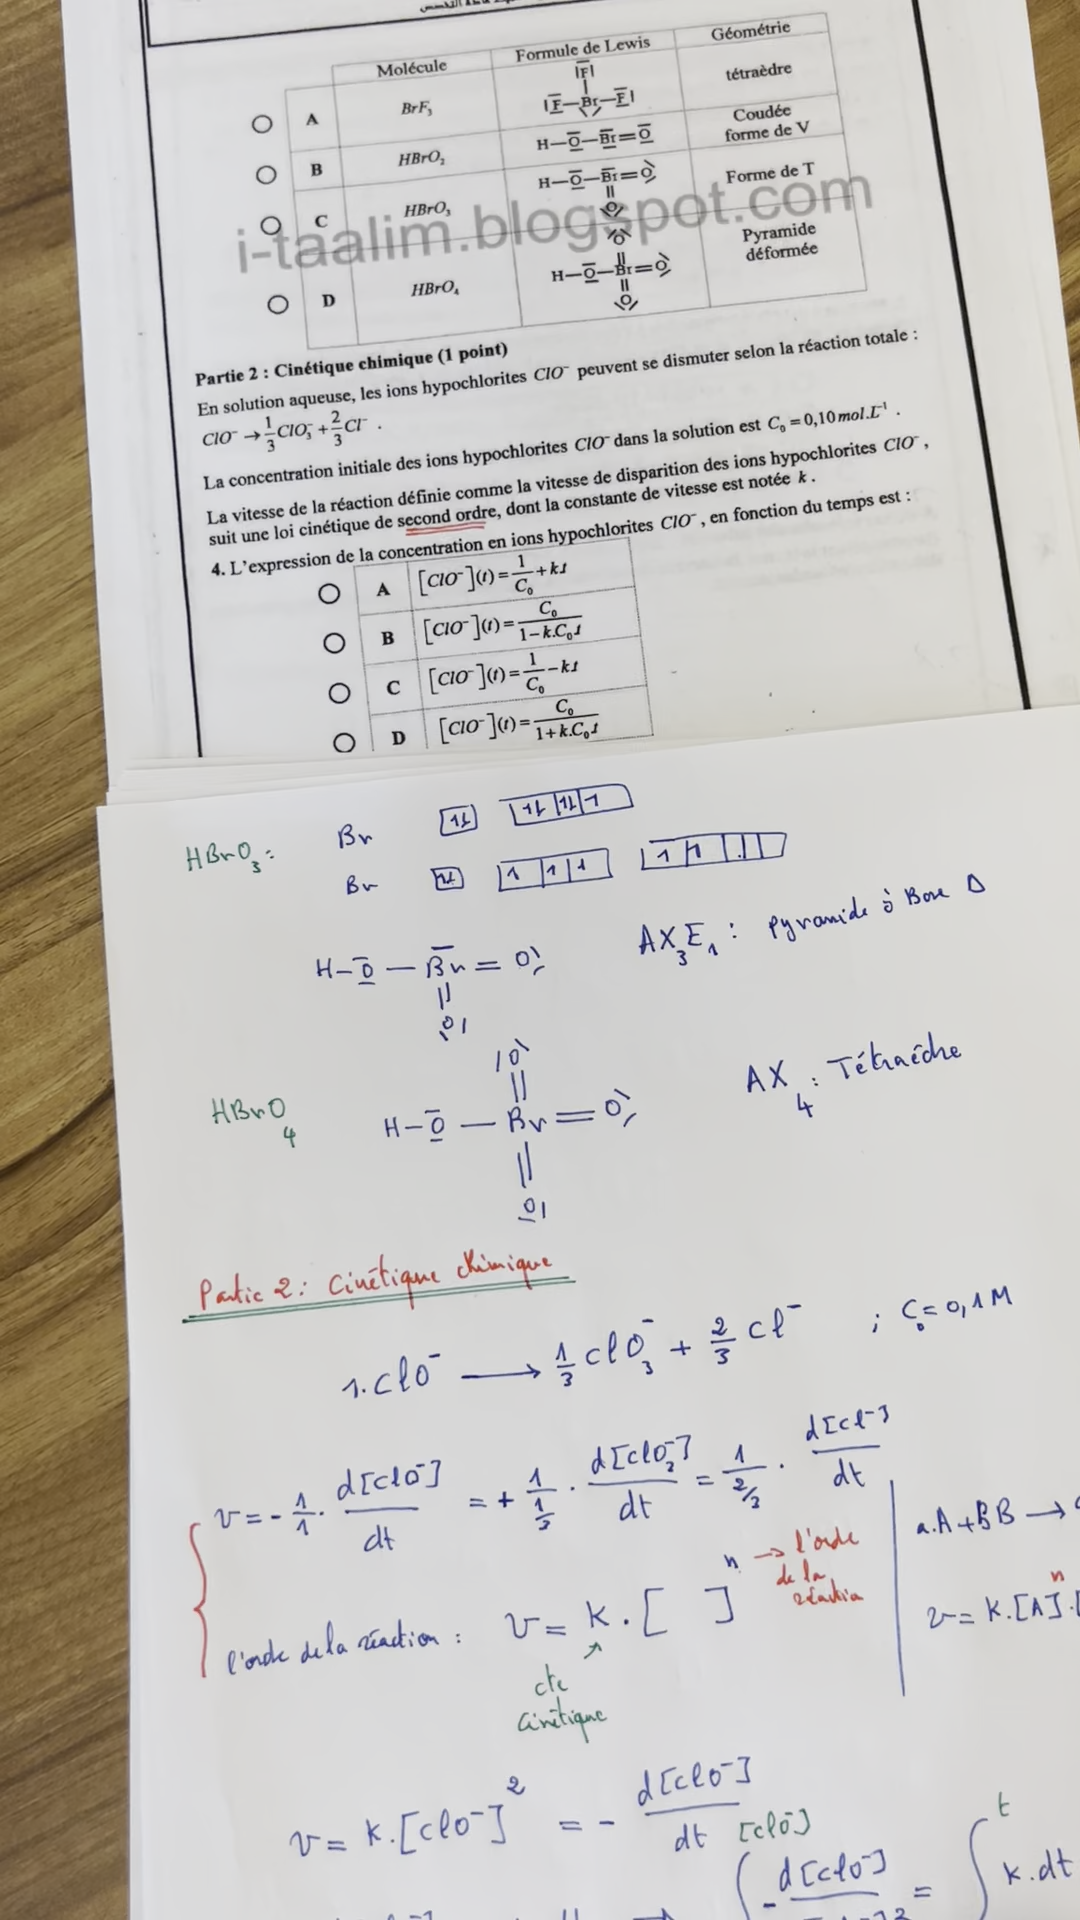 Molécule Formule de Lewis Géométrie
A BrF₃ |F̅| |F̅—Br—F̅| tétraèdre
B HBrO₂ H—O̅—Br̅=O̅ Coudée forme de V
C HBrO₃ H—O̅—Br̅=O Forme de T
O
i-taalim.blogspot.com
D HBrO₄ O H—O̅—Br=O Pyramide déformée
O
Partie 2 : Cinétique chimique (1 point)
En solution aqueuse, les ions hypochlorites ClO⁻ peuvent se dismuter selon la réaction totale :
ClO⁻ → 1/3 ClO₃⁻ + 2/3 Cl⁻ .
La concentration initiale des ions hypochlorites ClO⁻ dans la solution est C₀ = 0,10 mol.L⁻¹ .
La vitesse de la réaction définie comme la vitesse de disparition des ions hypochlorites ClO⁻ ,
suit une loi cinétique de second ordre, dont la constante de vitesse est notée k .
4. L'expression de la concentration en ions hypochlorites ClO⁻ , en fonction du temps est :
A [ClO⁻](t) = 1/C₀ + k.t
B [ClO⁻](t) = C₀/(1−k.C₀.t)
C [ClO⁻](t) = 1/C₀ − k.t
D [ClO⁻](t) = C₀/(1+k.C₀.t)
HBrO₃ : Br
Br
H–O̅ — Br̅ = O AX₃E₁ : Pyramide à Base Δ
O
O
HBrO₄ H–O̅ — Br = O AX₄ : Tétraèdre
O
Partie 2 : Cinétique chimique
1.ClO⁻ ⟶ 1/3 ClO₃⁻ + 2/3 Cl⁻ ; C₀ = 0,1M
v = − 1/1 . d[ClO⁻]/dt = + 1/(1/3) . d[ClO₃⁻]/dt = 1/(2/3) . d[Cl⁻]/dt
a.A + B B →
l'ordre de la réaction : v = k . [ ]ⁿ → l'ordre de la réaction
v = K.[A]ⁿ.[
cte
Cinétique
v = k.[ClO⁻]² = − d[ClO⁻]/dt
[ClO⁻] t
∫ − d[ClO⁻] = ∫ k.dt